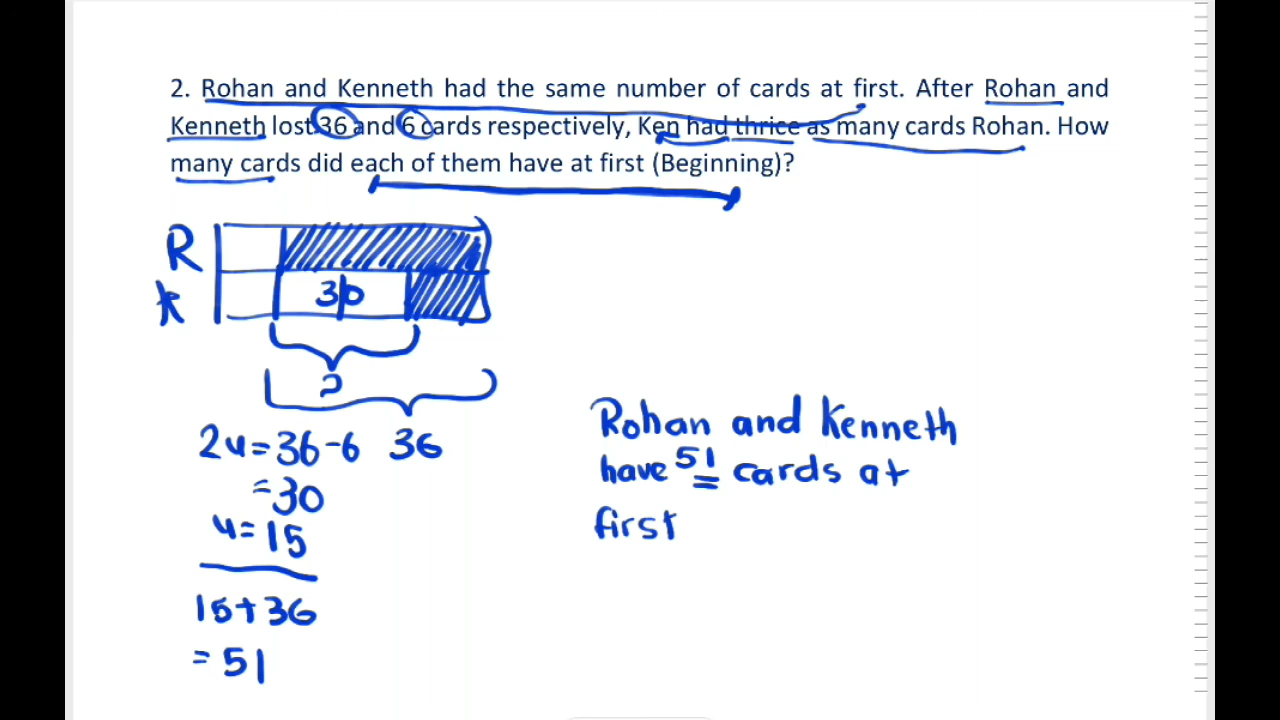 2. Rohan and Kenneth had the same number of cards at first. After Rohan and
Kenneth lost 36 and 6 cards respectively, Ken had thrice as many cards Rohan. How
many cards did each of them have at first (Beginning)?
R
K
30
?
36
2u = 36 - 6
= 30
u = 15
15 + 36
= 51
Rohan and Kenneth
have 51 cards at
first